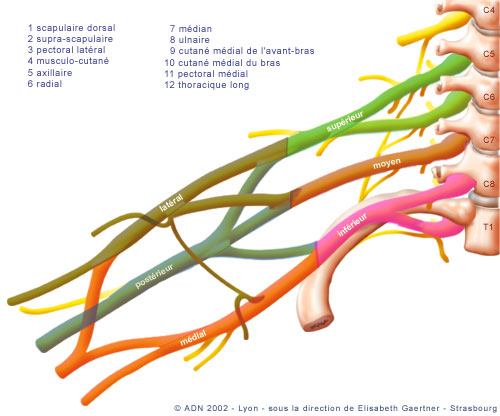 1 scapulaire dorsal
2 supra-scapulaire
3 pectoral latéral
4 musculo-cutané
5 axillaire
6 radial
7 médian
8 ulnaire
9 cutané médial de l'avant-bras
10 cutané médial du bras
11 pectoral médial
12 thoracique long
C4
C5
supérieur
C6
moyen
C7
C8
latéral
inférieur
T1
postérieur
médial
© ADN 2002 - Lyon - sous la direction de Elisabeth Gaertner - Strasbourg